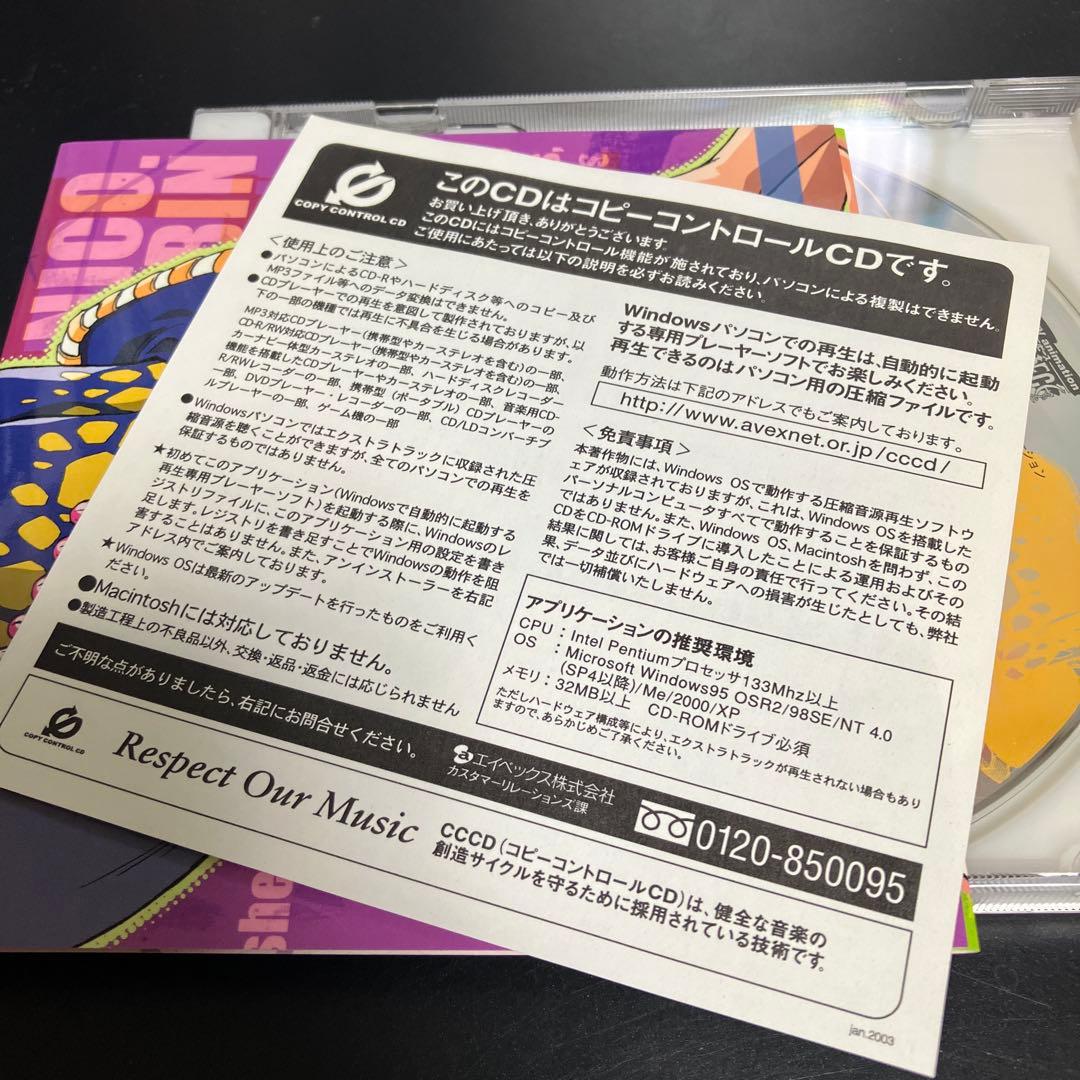 NICO.
ROBIN
COPY CONTROL CD
このCDはコピーコントロールCDです。
お買い上げ頂き、ありがとうございます
このCDにはコピーコントロール機能が施されており、パソコンによる複製はできません。
ご使用にあたっては以下の説明を必ずお読みください。
<使用上のご注意>
●パソコンによるCD-Rやハードディスク等へのコピー及び
MP3ファイル等へのデータ変換はできません。
●CDプレーヤーでの再生を意図して製作されておりますが、以
下の一部の機種では再生に不具合を生じる場合があります。
MP3対応CDプレーヤー(携帯型やカーステレオを含む)の一部、
CD-R/RW対応CDプレーヤー(携帯型やカーステレオを含む)の一部、
カーナビ一体型カーステレオの一部、ハードディスクレコーダー
機能を搭載したCDプレーヤーやカーステレオの一部、音楽用CD-
R/RWレコーダーの一部、携帯型(ポータブル)CDプレーヤーの
一部、DVDプレーヤー・レコーダーの一部、CD/LDコンパーチブ
ルプレーヤーの一部、ゲーム機の一部
●Windowsパソコンではエクストラトラックに収録された圧
縮音源を聴くことができますが、全てのパソコンでの再生を
保証するものではありません。
★初めてこのアプリケーション(Windowsで自動的に起動する
再生専用プレーヤーソフト)を起動する際に、Windowsのレ
ジストリファイルに、このアプリケーション用の設定を書き
足します。レジストリを書き足すことでWindowsの動作を阻
害することはありません。また、アンインストーラーを右記
アドレス内でご案内しております。
★Windows OSは最新のアップデートを行ったものをご利用く
ださい。
●Macintoshには対応しておりません。
●製造工程上の不良品以外、交換・返品・返金には応じられません
Windowsパソコンでの再生は、自動的に起動
する専用プレーヤーソフトでお楽しみください。
再生できるのはパソコン用の圧縮ファイルです。
動作方法は下記のアドレスでもご案内しております。
http://www.avexnet.or.jp/cccd/
<免責事項>
本著作物には、Windows OSで動作する圧縮音源再生ソフトウ
ェアが収録されておりますが、これは、Windows OSを搭載した
パーソナルコンピュータすべてで動作することを保証するもの
ではありません。また、Windows OS、Macintoshを問わず、この
CDをCD-ROMドライブに導入したことによる運用およびその
結果に関しては、お客様ご自身の責任で行ってください。その結
果、データ並びにハードウェアへの損害が生じたとしても、弊社
では一切補償いたしません。
アプリケーションの推奨環境
CPU : Intel Pentiumプロセッサ133Mhz以上
OS : Microsoft Windows95 OSR2/98SE/NT 4.0
(SP4以降)/Me/2000/XP
メモリ : 32MB以上 CD-ROMドライブ必須
ただしハードウェア構成等により、エクストラトラックが再生されない場合もあり
ますので、あらかじめご了承ください。
ご不明な点がありましたら、右記にお問合せください。
エイベックス株式会社
カスタマーリレーションズ課
0120-850095
COPY CONTROL CD
Respect Our Music
CCCD(コピーコントロールCD)は、健全な音楽の
創造サイクルを守るために採用されている技術です。
jan.2003
animation
she